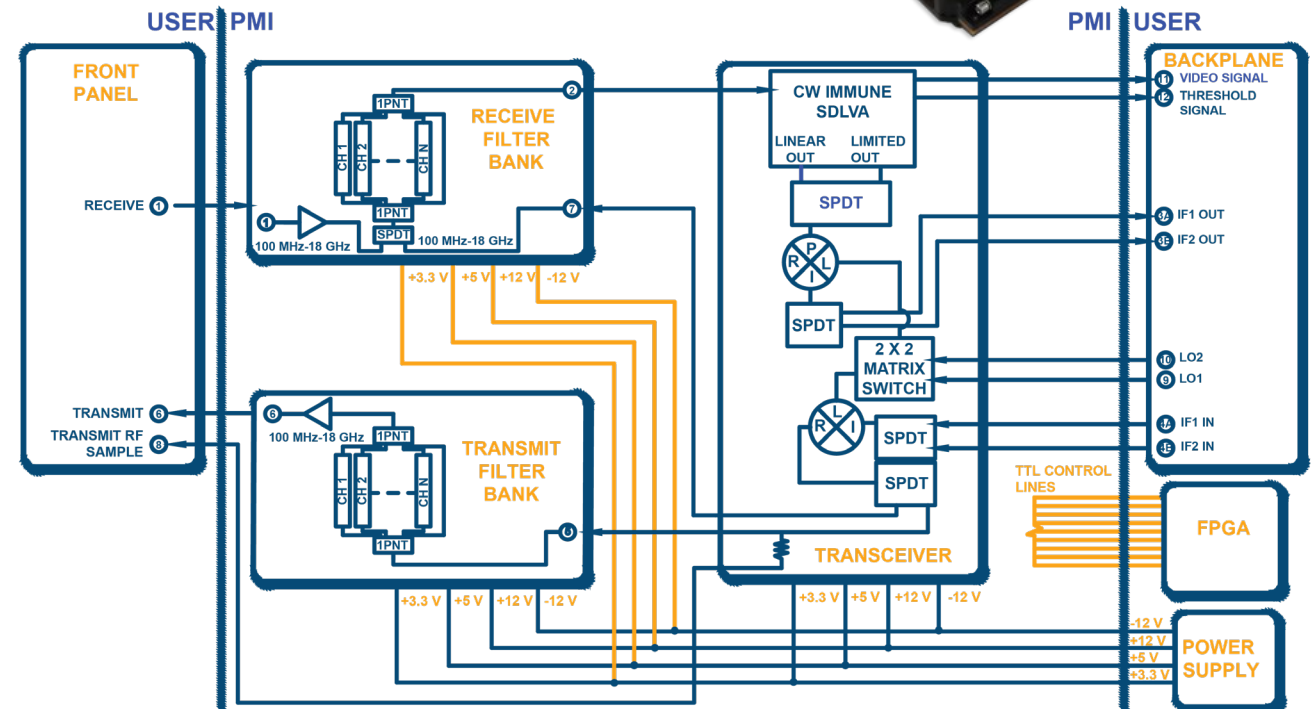 USER PMI
PMI USER
FRONT
PANEL
RECEIVE 1
TRANSMIT 6
TRANSMIT RF
SAMPLE 8
RECEIVE
FILTER
BANK
1PNT
CH 1
CH 2
CH N
1PNT
SPDT
1
2
7
100 MHz-18 GHz
100 MHz-18 GHz
+3.3 V +5 V +12 V -12 V
TRANSMIT
FILTER
BANK
6
100 MHz-18 GHz
1PNT
CH 1
CH 2
CH N
1PNT
+3.3 V +5 V +12 V -12 V
CW IMMUNE
SDLVA
LINEAR
OUT
LIMITED
OUT
SPDT
P
R L
I
SPDT
2 X 2
MATRIX
SWITCH
L
R I
SPDT
SPDT
TRANSCEIVER
+3.3 V +5 V +12 V -12 V
BACKPLANE
11 VIDEO SIGNAL
12 THRESHOLD
SIGNAL
IF1 OUT
IF2 OUT
10 LO2
9 LO1
IF1 IN
IF2 IN
TTL CONTROL
LINES
FPGA
-12 V
+12 V
+5 V
+3.3 V
POWER
SUPPLY